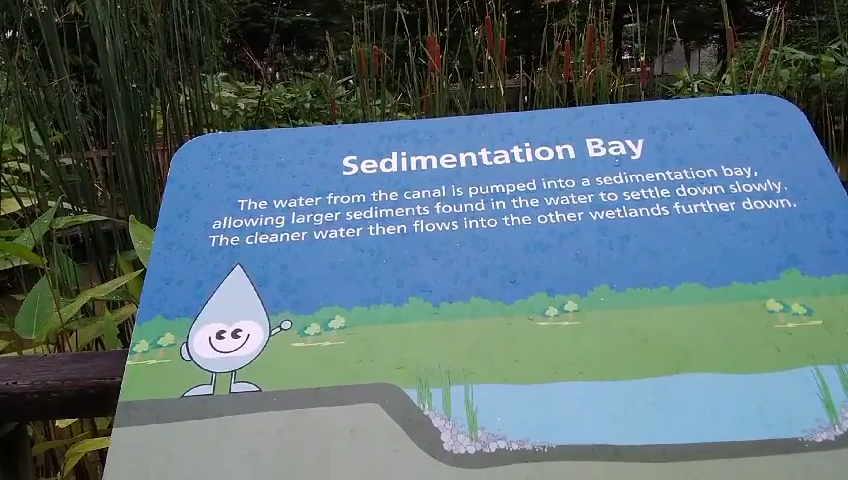 Sedimentation Bay
The water from the canal is pumped into a sedimentation bay,
allowing larger sediments found in the water to settle down slowly.
The cleaner water then flows into the other wetlands further down.